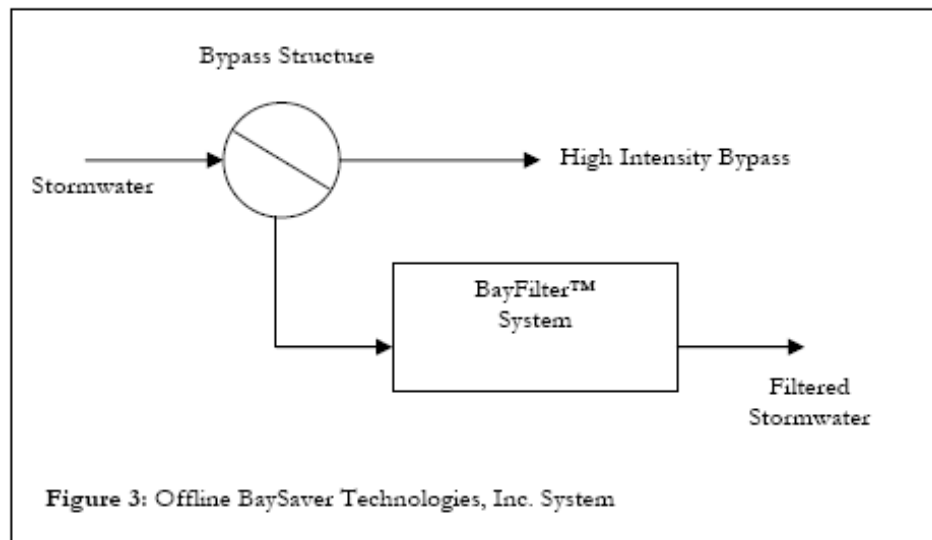 Bypass Structure
High Intensity Bypass
Stormwater
BayFilter™
System
Filtered
Stormwater
Figure 3: Offline BaySaver Technologies, Inc. System